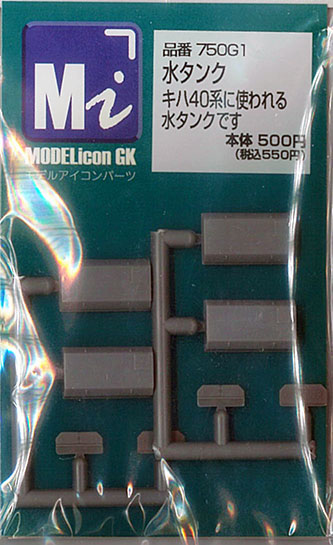 Mi
MODELicon GK
モデルアイコンパーツ
品番 750G1
水タンク
キハ40系に使われる
水タンクです
本体 500円
(税込550円)